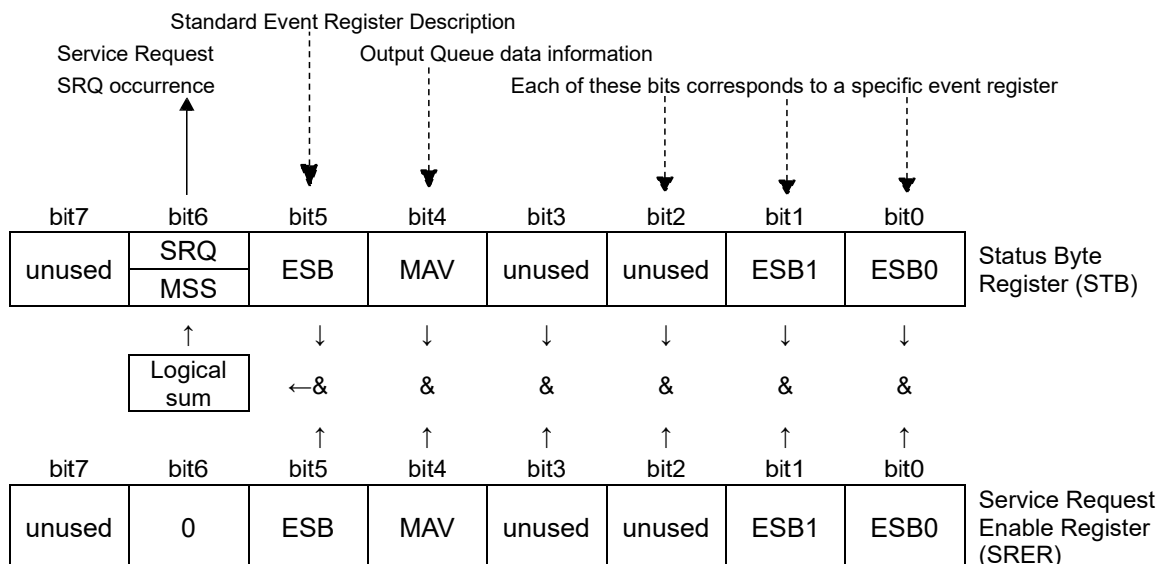 Standard Event Register Description
Service Request
SRQ occurrence
Output Queue data information
Each of these bits corresponds to a specific event register
bit7 bit6 bit5 bit4 bit3 bit2 bit1 bit0
unused SRQ MSS ESB MAV unused unused ESB1 ESB0
Status Byte
Register (STB)
↑ ↓ ↓ ↓ ↓ ↓ ↓
Logical
sum
←& & & & & &
↑ ↑ ↑ ↑ ↑ ↑
bit7 bit6 bit5 bit4 bit3 bit2 bit1 bit0
unused 0 ESB MAV unused unused ESB1 ESB0
Service Request
Enable Register
(SRER)